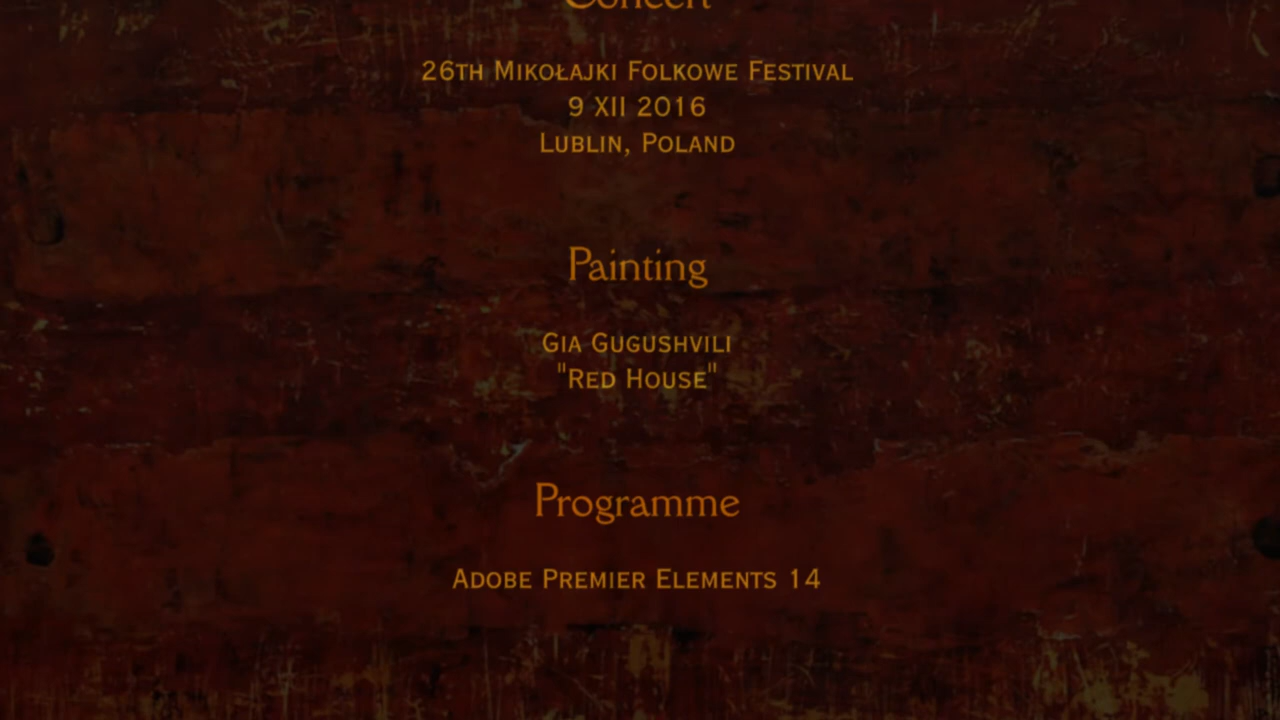 Concert
26th Mikołajki Folkowe Festival
9 XII 2016
Lublin, Poland
Painting
Gia Gugushvili
"Red House"
Programme
Adobe Premier Elements 14